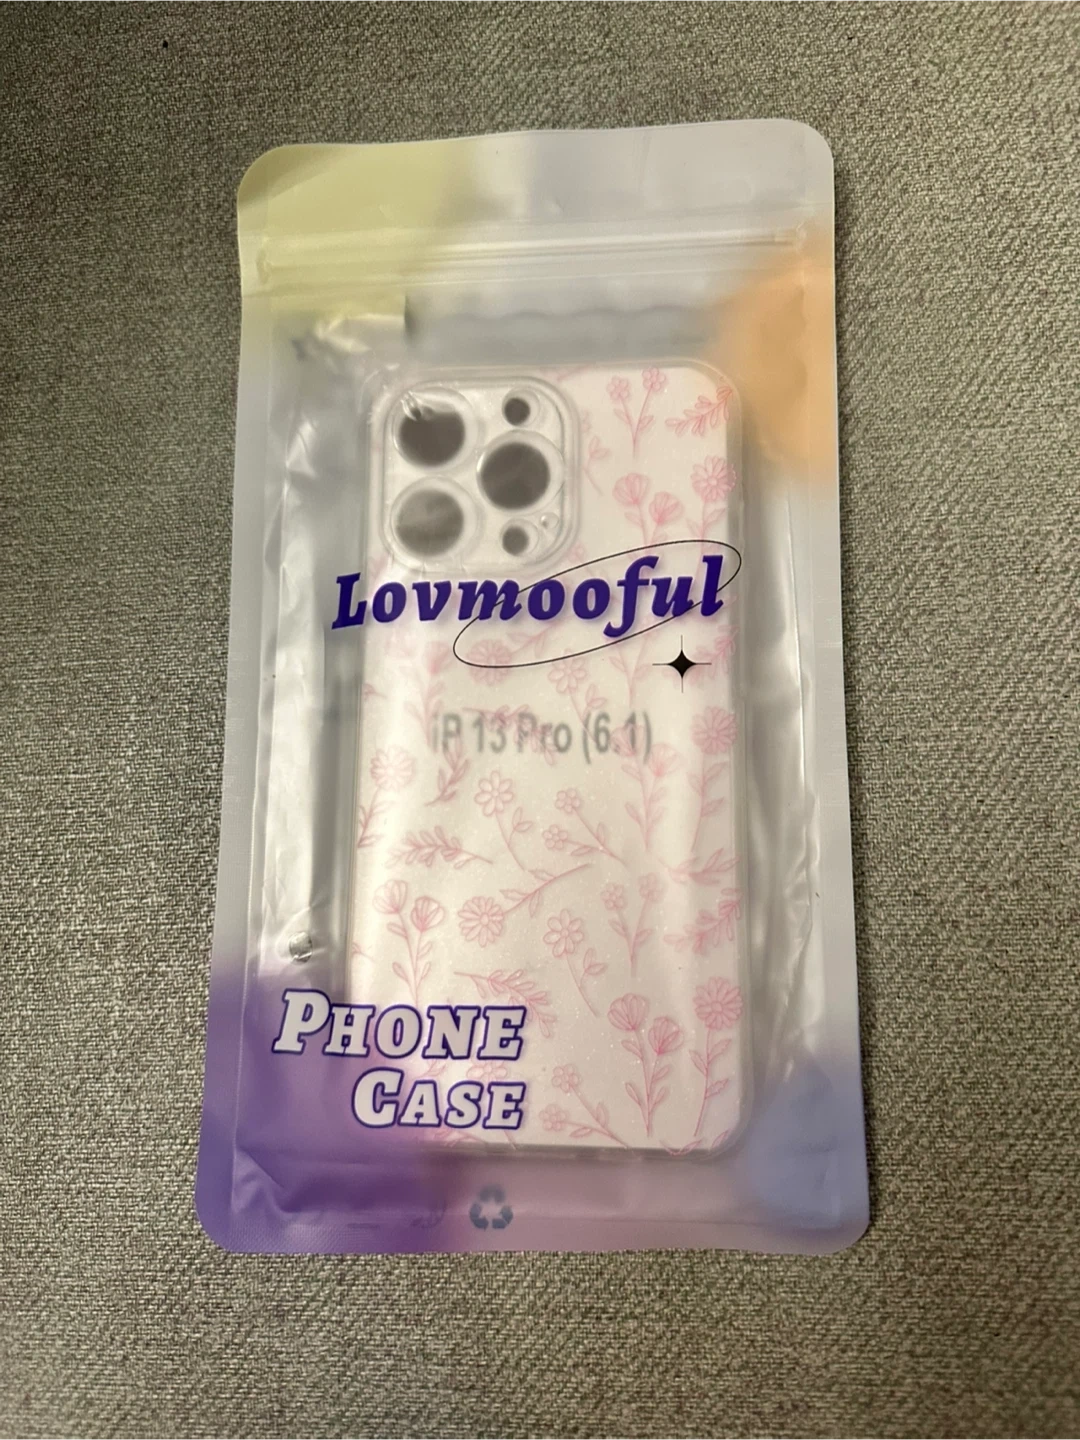 Lovmooful
iP 13 Pro (6.1)
PHONE
CASE